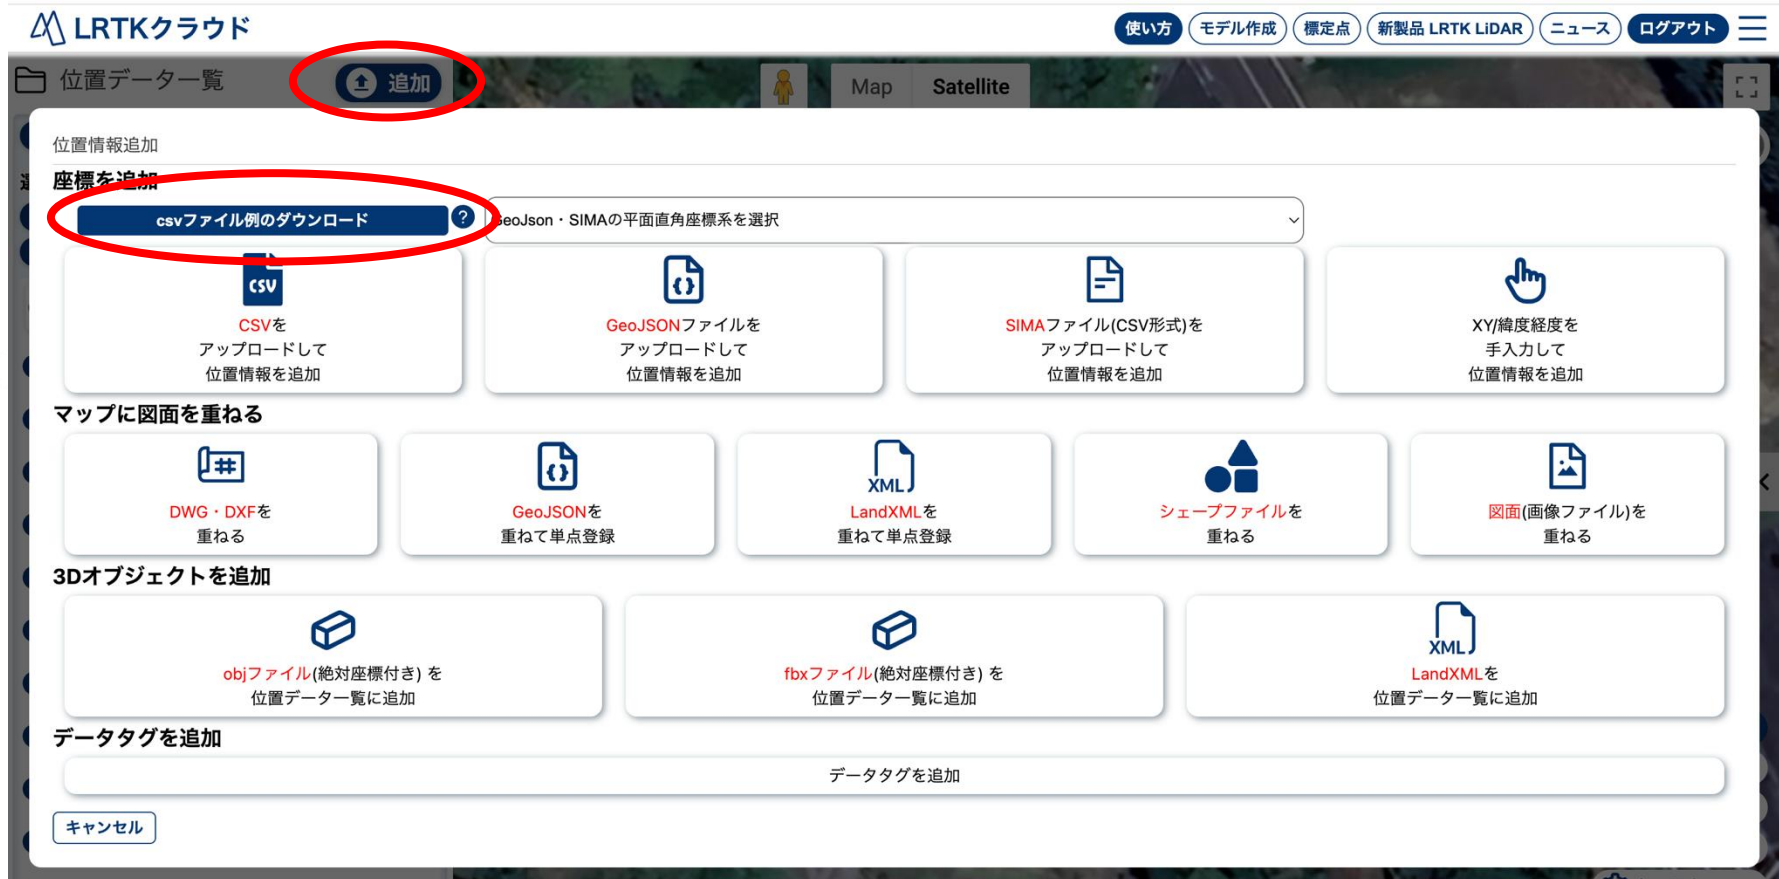 LRTKクラウド
使い方 モデル作成 標定点 新製品 LRTK LiDAR ニュース ログアウト
位置データ一覧 追加 Map Satellite
位置情報追加
座標を追加
csvファイル例のダウンロード ? GeoJson・SIMAの平面直角座標系を選択
CSV
CSVを
アップロードして
位置情報を追加
GeoJSONファイルを
アップロードして
位置情報を追加
SIMAファイル(CSV形式)を
アップロードして
位置情報を追加
XY/緯度経度を
手入力して
位置情報を追加
マップに図面を重ねる
DWG・DXFを
重ねる
GeoJSONを
重ねて単点登録
XML
LandXMLを
重ねて単点登録
シェープファイルを
重ねる
図面(画像ファイル)を
重ねる
3Dオブジェクトを追加
objファイル(絶対座標付き) を
位置データ一覧に追加
fbxファイル(絶対座標付き) を
位置データ一覧に追加
XML
LandXMLを
位置データ一覧に追加
データタグを追加
データタグを追加
キャンセル